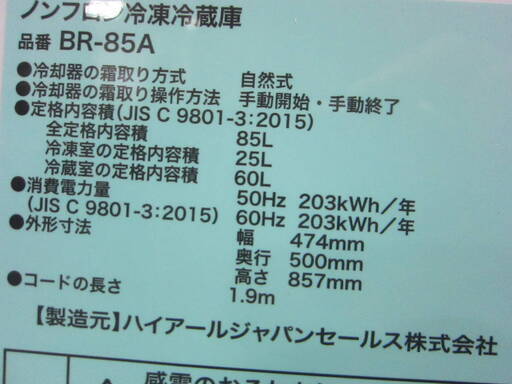 ノンフロン冷凍冷蔵庫
品番 BR-85A
●冷却器の霜取り方式 自然式
●冷却器の霜取り操作方法 手動開始・手動終了
●定格内容積(JIS C 9801-3:2015)
全定格内容積 85L
冷凍室の定格内容積 25L
冷蔵室の定格内容積 60L
●消費電力量 50Hz 203kWh/年
(JIS C 9801-3:2015) 60Hz 203kWh/年
●外形寸法 幅 474mm
奥行 500mm
高さ 857mm
●コードの長さ 1.9m
【製造元】ハイアールジャパンセールス株式会社
感電のおそれ